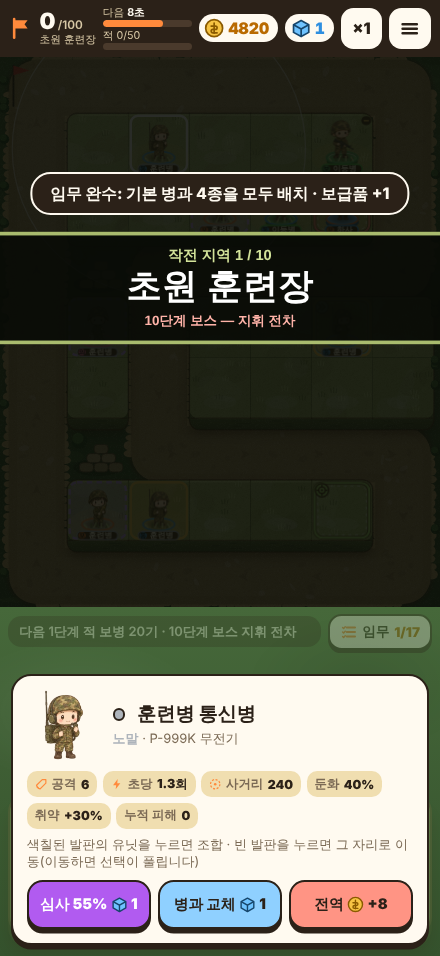 0 /100
초원 훈련장
다음 8초
적 0/50
4820
1
×1
임무 완수: 기본 병과 4종을 모두 배치 · 보급품 +1
작전 지역 1 / 10
초원 훈련장
10단계 보스 — 지휘 전차
다음 1단계 적 보병 20기 · 10단계 보스 지휘 전차
임무 1/17
훈련병 통신병
노말 · P-999K 무전기
공격 6
초당 1.3회
사거리 240
둔화 40%
취약 +30%
누적 피해 0
색칠된 발판의 유닛을 누르면 조합 · 빈 발판을 누르면 그 자리로 이
동(이동하면 선택이 풀립니다)
심사 55% 1
병과 교체 1
전역 +8